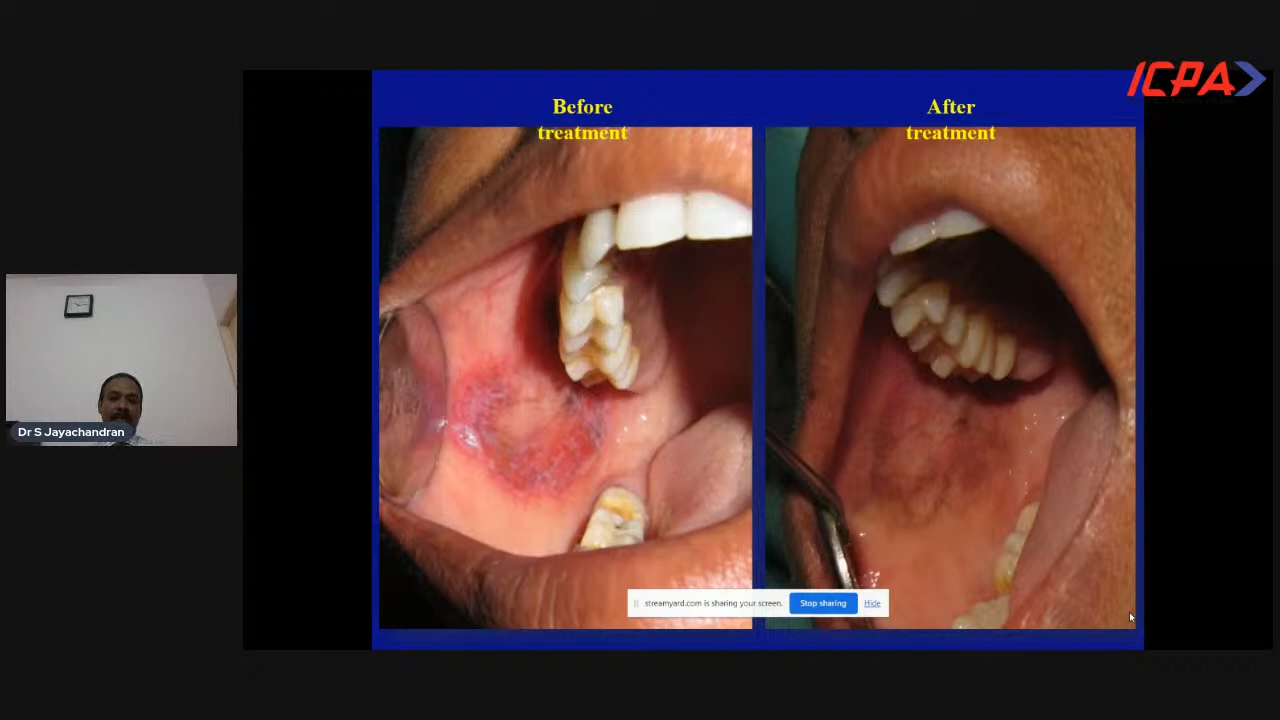 ICPA
Before
treatment
After
treatment
Dr S Jayachandran
streamyard.com is sharing your screen.
Stop sharing
Hide